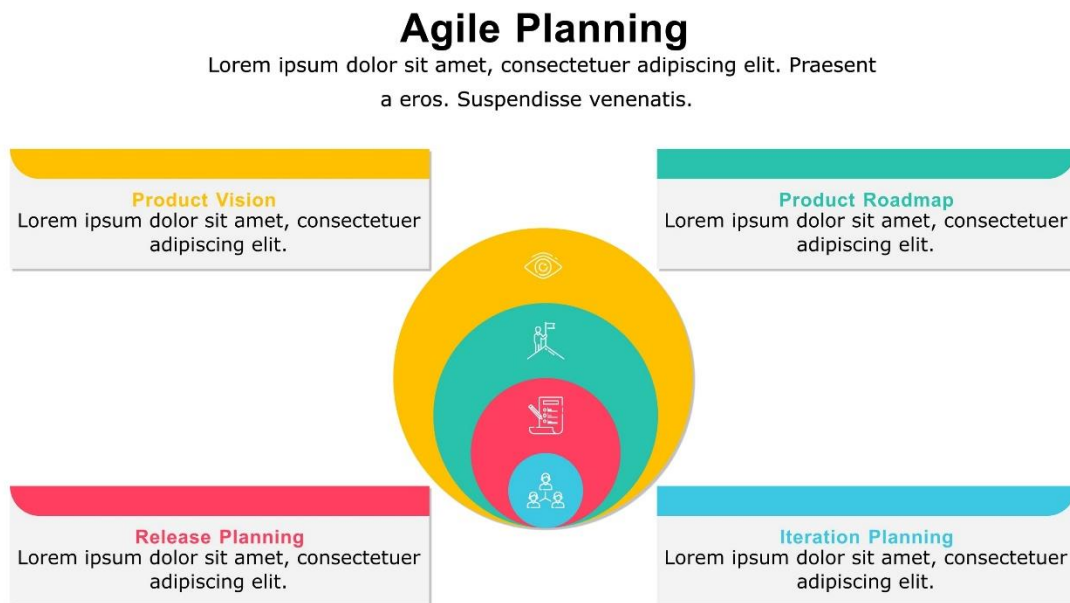 Agile Planning
Lorem ipsum dolor sit amet, consectetuer adipiscing elit. Praesent
a eros. Suspendisse venenatis.
Product Vision
Lorem ipsum dolor sit amet, consectetuer
adipiscing elit.
Product Roadmap
Lorem ipsum dolor sit amet, consectetuer
adipiscing elit.
Release Planning
Lorem ipsum dolor sit amet, consectetuer
adipiscing elit.
Iteration Planning
Lorem ipsum dolor sit amet, consectetuer
adipiscing elit.